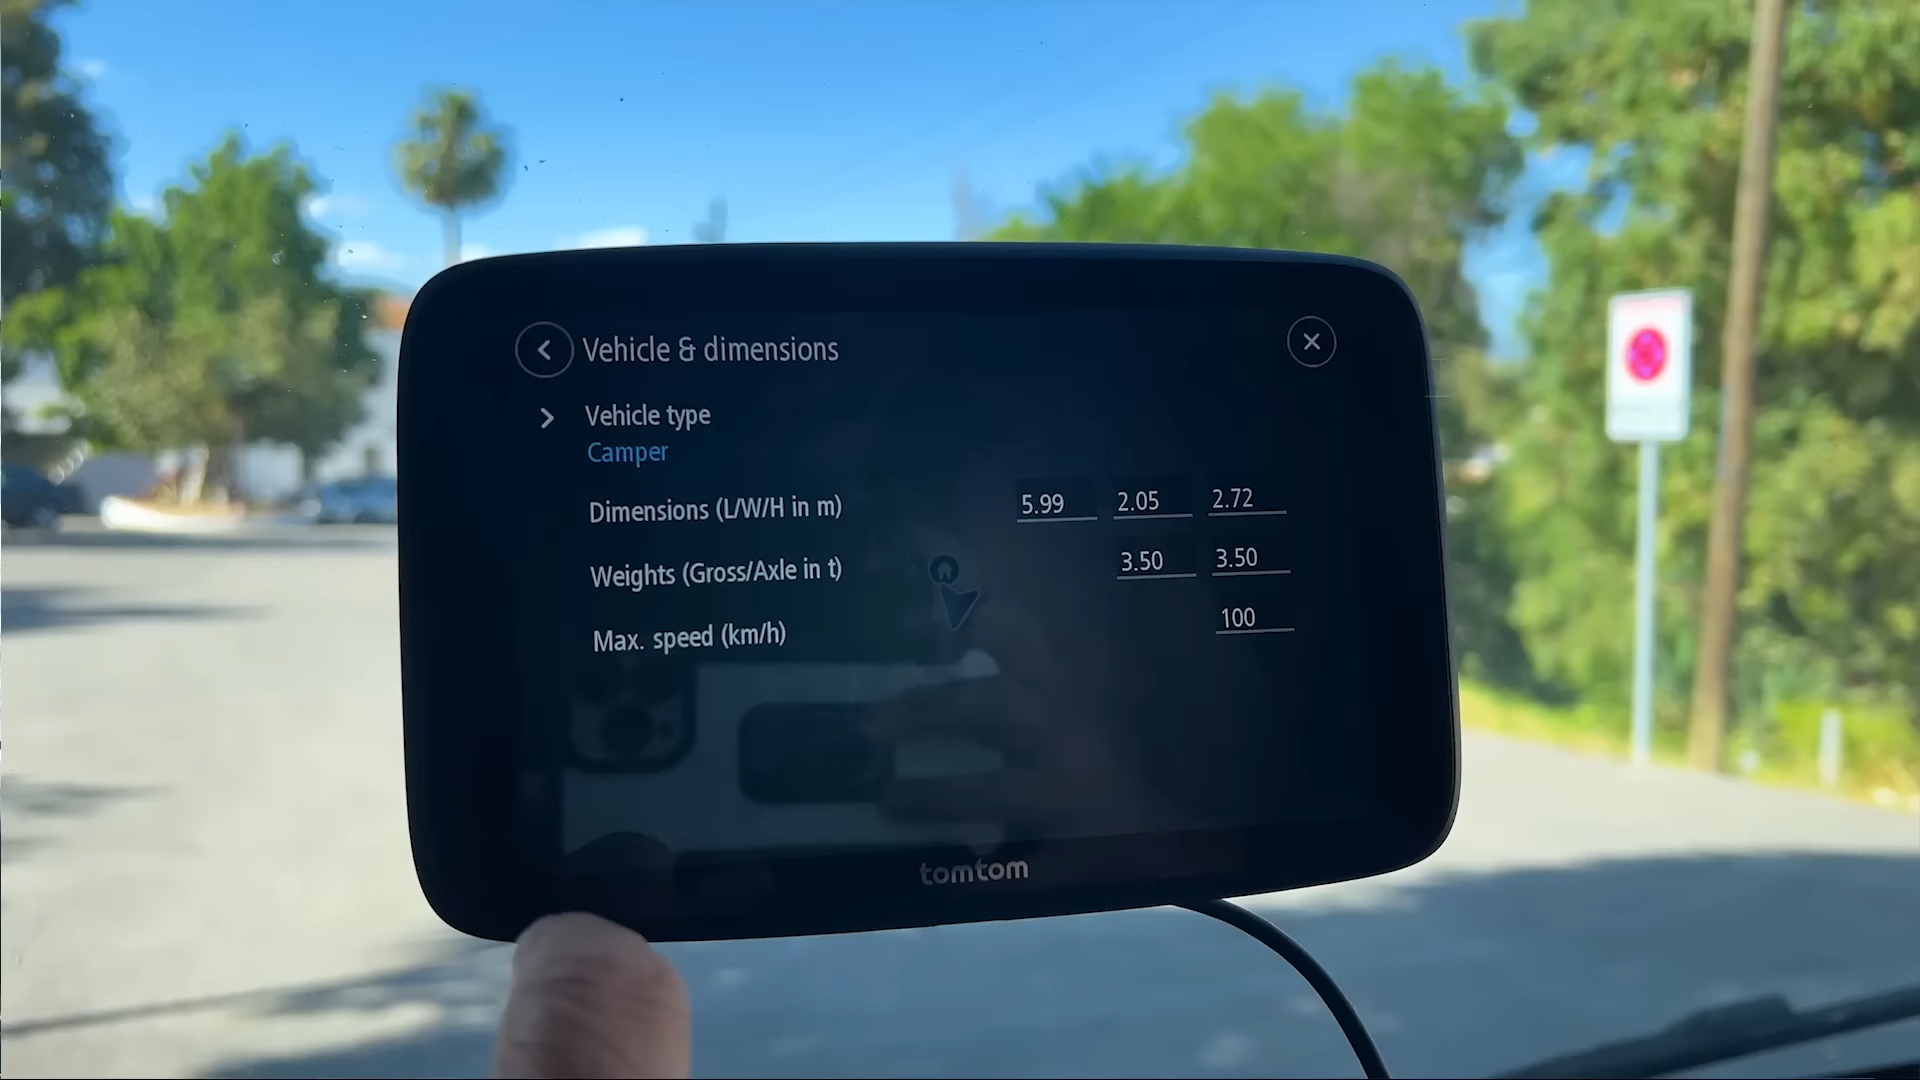 Vehicle & dimensions
Vehicle type
Camper
Dimensions (L/W/H in m) 5.99 2.05 2.72
Weights (Gross/Axle in t) 3.50 3.50
Max. speed (km/h) 100
tomtom